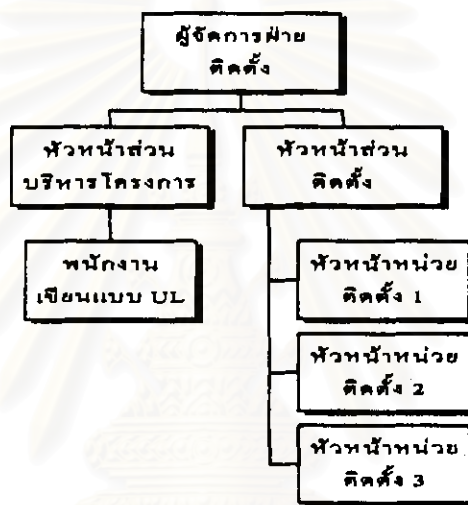 ผู้จัดการฝ่าย
ติดตั้ง
หัวหน้าส่วน
บริหารโครงการ
หัวหน้าส่วน
ติดตั้ง
พนักงาน
เขียนแบบ UL
หัวหน้าหน่วย
ติดตั้ง 1
หัวหน้าหน่วย
ติดตั้ง 2
หัวหน้าหน่วย
ติดตั้ง 3